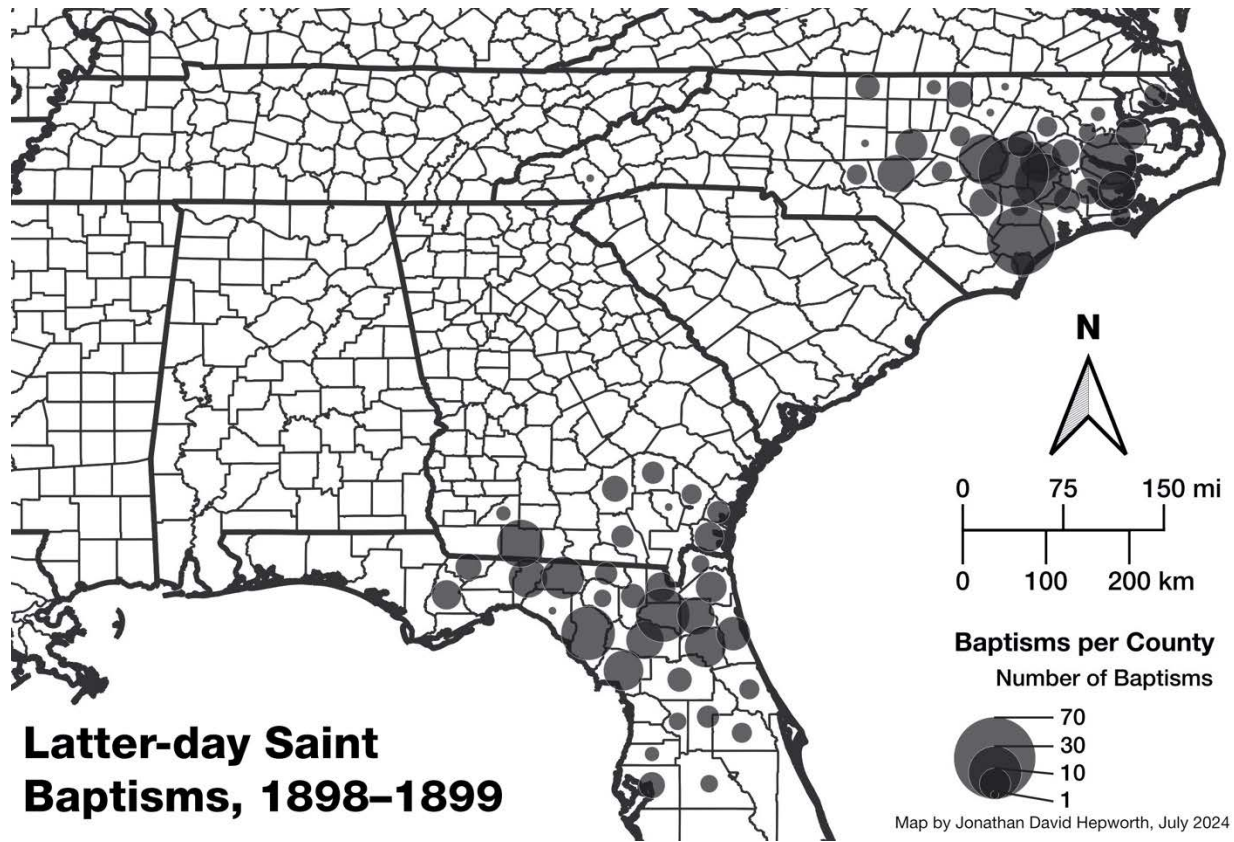 N
0 75 150 mi
0 100 200 km
Baptisms per County
Number of Baptisms
70
30
10
1
Latter-day Saint
Baptisms, 1898–1899
Map by Jonathan David Hepworth, July 2024